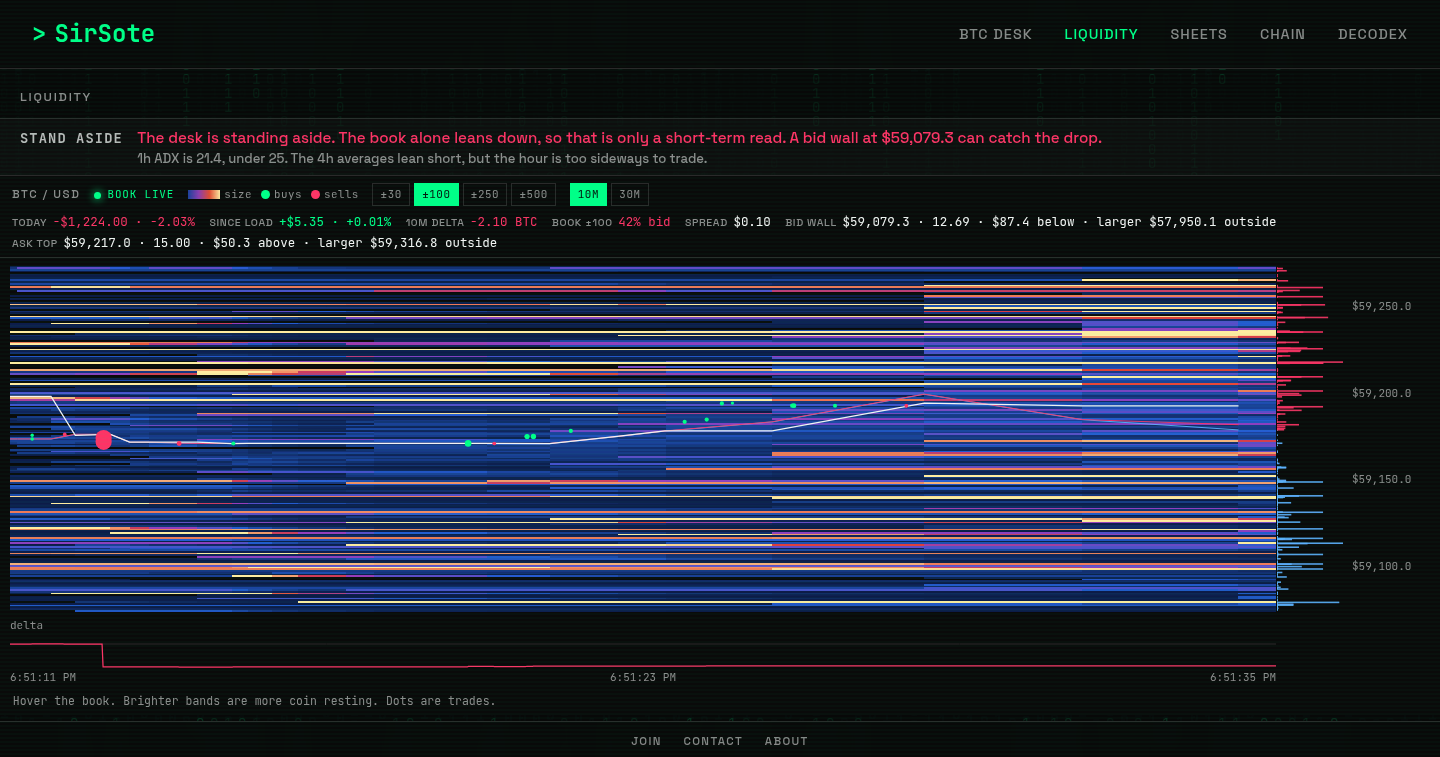 > SirSote
BTC DESK LIQUIDITY SHEETS CHAIN DECODEX
LIQUIDITY
STAND ASIDE The desk is standing aside. The book alone leans down, so that is only a short-term read. A bid wall at $59,079.3 can catch the drop.
1h ADX is 21.4, under 25. The 4h averages lean short, but the hour is too sideways to trade.
BTC / USD BOOK LIVE size buys sells ±30 ±100 ±250 ±500 10M 30M
TODAY -$1,224.00 · -2.03% SINCE LOAD +$5.35 · +0.01% 10M DELTA -2.10 BTC BOOK ±100 42% bid SPREAD $0.10 BID WALL $59,079.3 · 12.69 · $87.4 below · larger $57,950.1 outside
ASK TOP $59,217.0 · 15.00 · $50.3 above · larger $59,316.8 outside
$59,250.0
$59,200.0
$59,150.0
$59,100.0
delta
6:51:11 PM 6:51:23 PM 6:51:35 PM
Hover the book. Brighter bands are more coin resting. Dots are trades.
JOIN CONTACT ABOUT